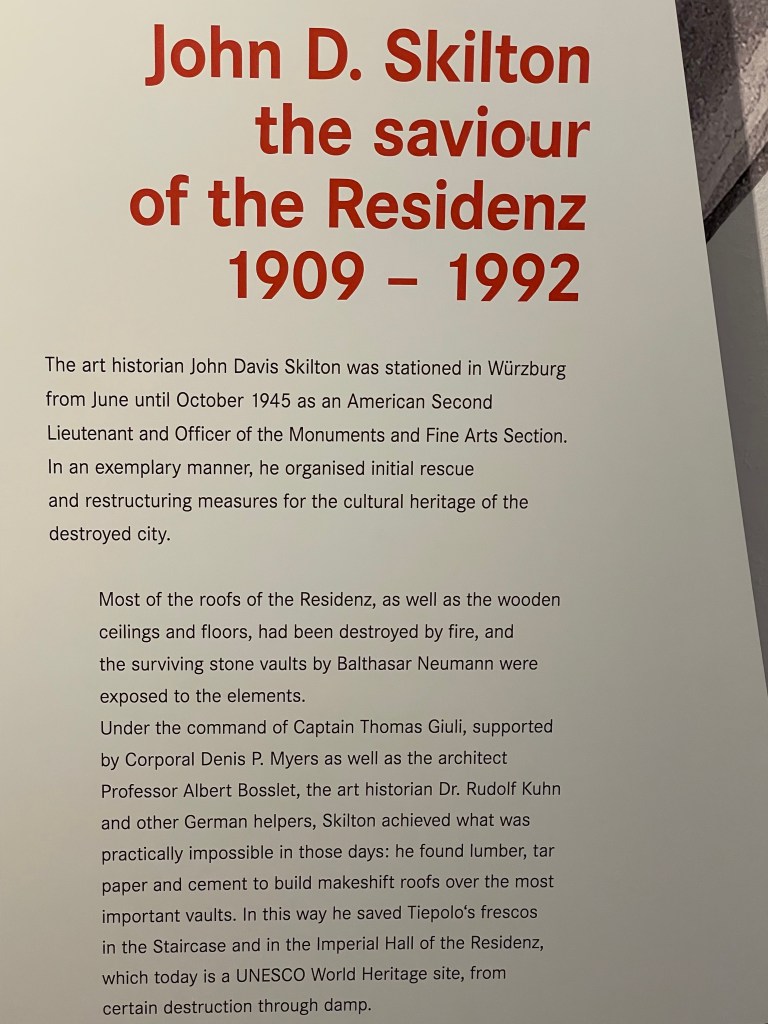 John D. Skilton
the saviour
of the Residenz
1909 – 1992
The art historian John Davis Skilton was stationed in Würzburg
from June until October 1945 as an American Second
Lieutenant and Officer of the Monuments and Fine Arts Section.
In an exemplary manner, he organised initial rescue
and restructuring measures for the cultural heritage of the
destroyed city.
Most of the roofs of the Residenz, as well as the wooden
ceilings and floors, had been destroyed by fire, and
the surviving stone vaults by Balthasar Neumann were
exposed to the elements.
Under the command of Captain Thomas Giuli, supported
by Corporal Denis P. Myers as well as the architect
Professor Albert Bosslet, the art historian Dr. Rudolf Kuhn
and other German helpers, Skilton achieved what was
practically impossible in those days: he found lumber, tar
paper and cement to build makeshift roofs over the most
important vaults. In this way he saved Tiepolo‘s frescos
in the Staircase and in the Imperial Hall of the Residenz,
which today is a UNESCO World Heritage site, from
certain destruction through damp.